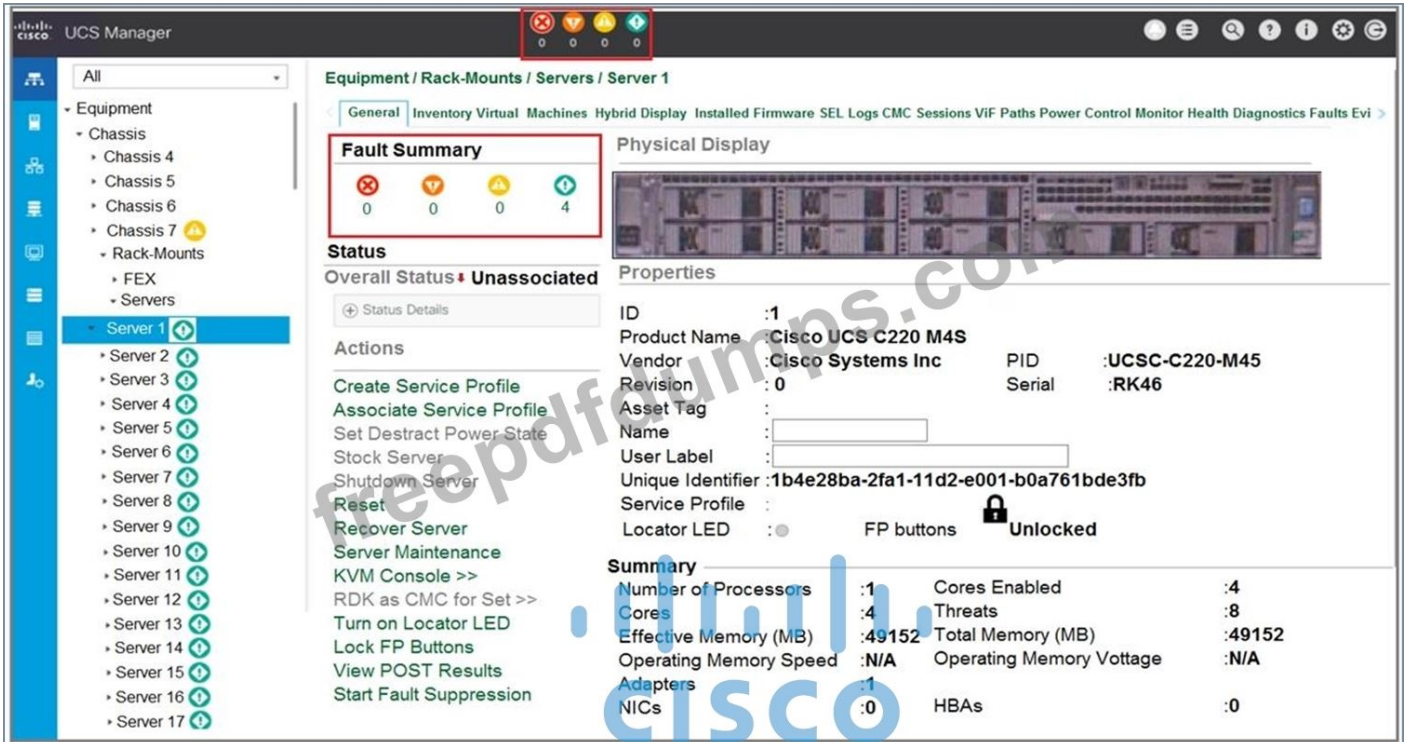 cisco UCS Manager
0 0 0 0
All
Equipment
Chassis
Chassis 4
Chassis 5
Chassis 6
Chassis 7
Rack-Mounts
FEX
Servers
Server 1
Server 2
Server 3
Server 4
Server 5
Server 6
Server 7
Server 8
Server 9
Server 10
Server 11
Server 12
Server 13
Server 14
Server 15
Server 16
Server 17
Equipment / Rack-Mounts / Servers / Server 1
General Inventory Virtual Machines Hybrid Display Installed Firmware SEL Logs CMC Sessions ViF Paths Power Control Monitor Health Diagnostics Faults Evi
Fault Summary
0 0 0 4
Status
Overall Status Unassociated
Status Details
Actions
Create Service Profile
Associate Service Profile
Set Destract Power State
Stock Server
Shutdown Server
Reset
Recover Server
Server Maintenance
KVM Console >>
RDK as CMC for Set >>
Turn on Locator LED
Lock FP Buttons
View POST Results
Start Fault Suppression
Physical Display
Properties
ID :1
Product Name :Cisco UCS C220 M4S
Vendor :Cisco Systems Inc PID :UCSC-C220-M45
Revision : 0 Serial :RK46
Asset Tag :
Name :
User Label :
Unique Identifier :1b4e28ba-2fa1-11d2-e001-b0a761bde3fb
Service Profile :
Locator LED : FP buttons Unlocked
Summary
Number of Processors :1 Cores Enabled :4
Cores :4 Threats :8
Effective Memory (MB) :49152 Total Memory (MB) :49152
Operating Memory Speed :N/A Operating Memory Vottage :N/A
Adapters :1
NICs :0 HBAs :0
freepdfdumps.com
CISCO